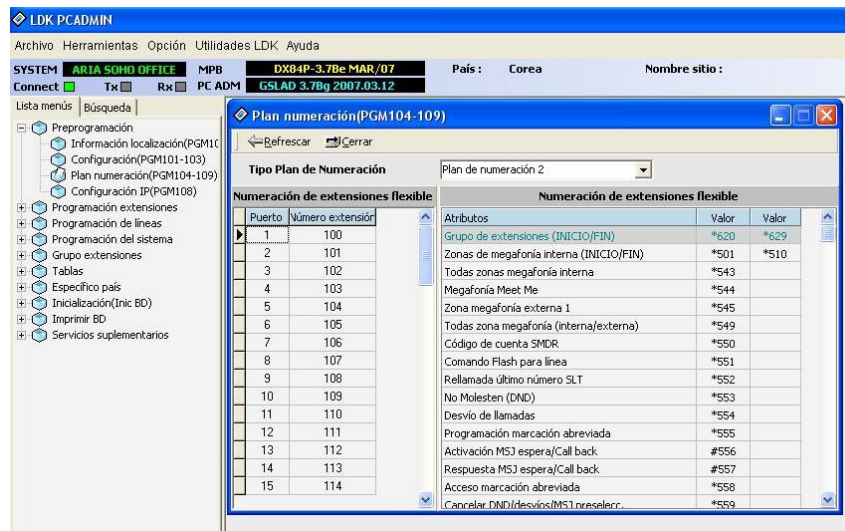 LDK PCADMIN
Archivo Herramientas Opción Utilidades LDK Ayuda
SYSTEM ARIA SOHO OFFICE MPB DX84P-3.7Be MAR/07 País : Corea Nombre sitio :
Connect Tx Rx PC ADM GSLAD 3.7Bg 2007.03.12
Lista menús Búsqueda
Preprogramación
Información localización(PGM1(
Configuración(PGM101-103)
Plan numeración(PGM104-109)
Configuración IP(PGM108)
Programación extensiones
Programación de líneas
Programación del sistema
Grupo extensiones
Tablas
Específico país
Inicialización(Inic BD)
Imprimir BD
Servicios suplementarios
Plan numeración(PGM104-109)
Refrescar Cerrar
Tipo Plan de Numeración Plan de numeración 2
Numeración de extensiones flexible
Puerto Número extensión
1 100
2 101
3 102
4 103
5 104
6 105
7 106
8 107
9 108
10 109
11 110
12 111
13 112
14 113
15 114
Numeración de extensiones flexible
Atributos Valor Valor
Grupo de extensiones (INICIO/FIN) *620 *629
Zonas de megafonía interna (INICIO/FIN) *501 *510
Todas zonas megafonía interna *543
Megafonía Meet Me *544
Zona megafonía externa 1 *545
Todas zona megafonía (interna/externa) *549
Código de cuenta SMDR *550
Comando Flash para línea *551
Rellamada último número SLT *552
No Molesten (DND) *553
Desvío de llamadas *554
Programación marcación abreviada *555
Activación MSJ espera/Call back #556
Respuesta MSJ espera/Call back #557
Acceso marcación abreviada *558
Cancelar DND/desvíos/MSJ preselecc. *559